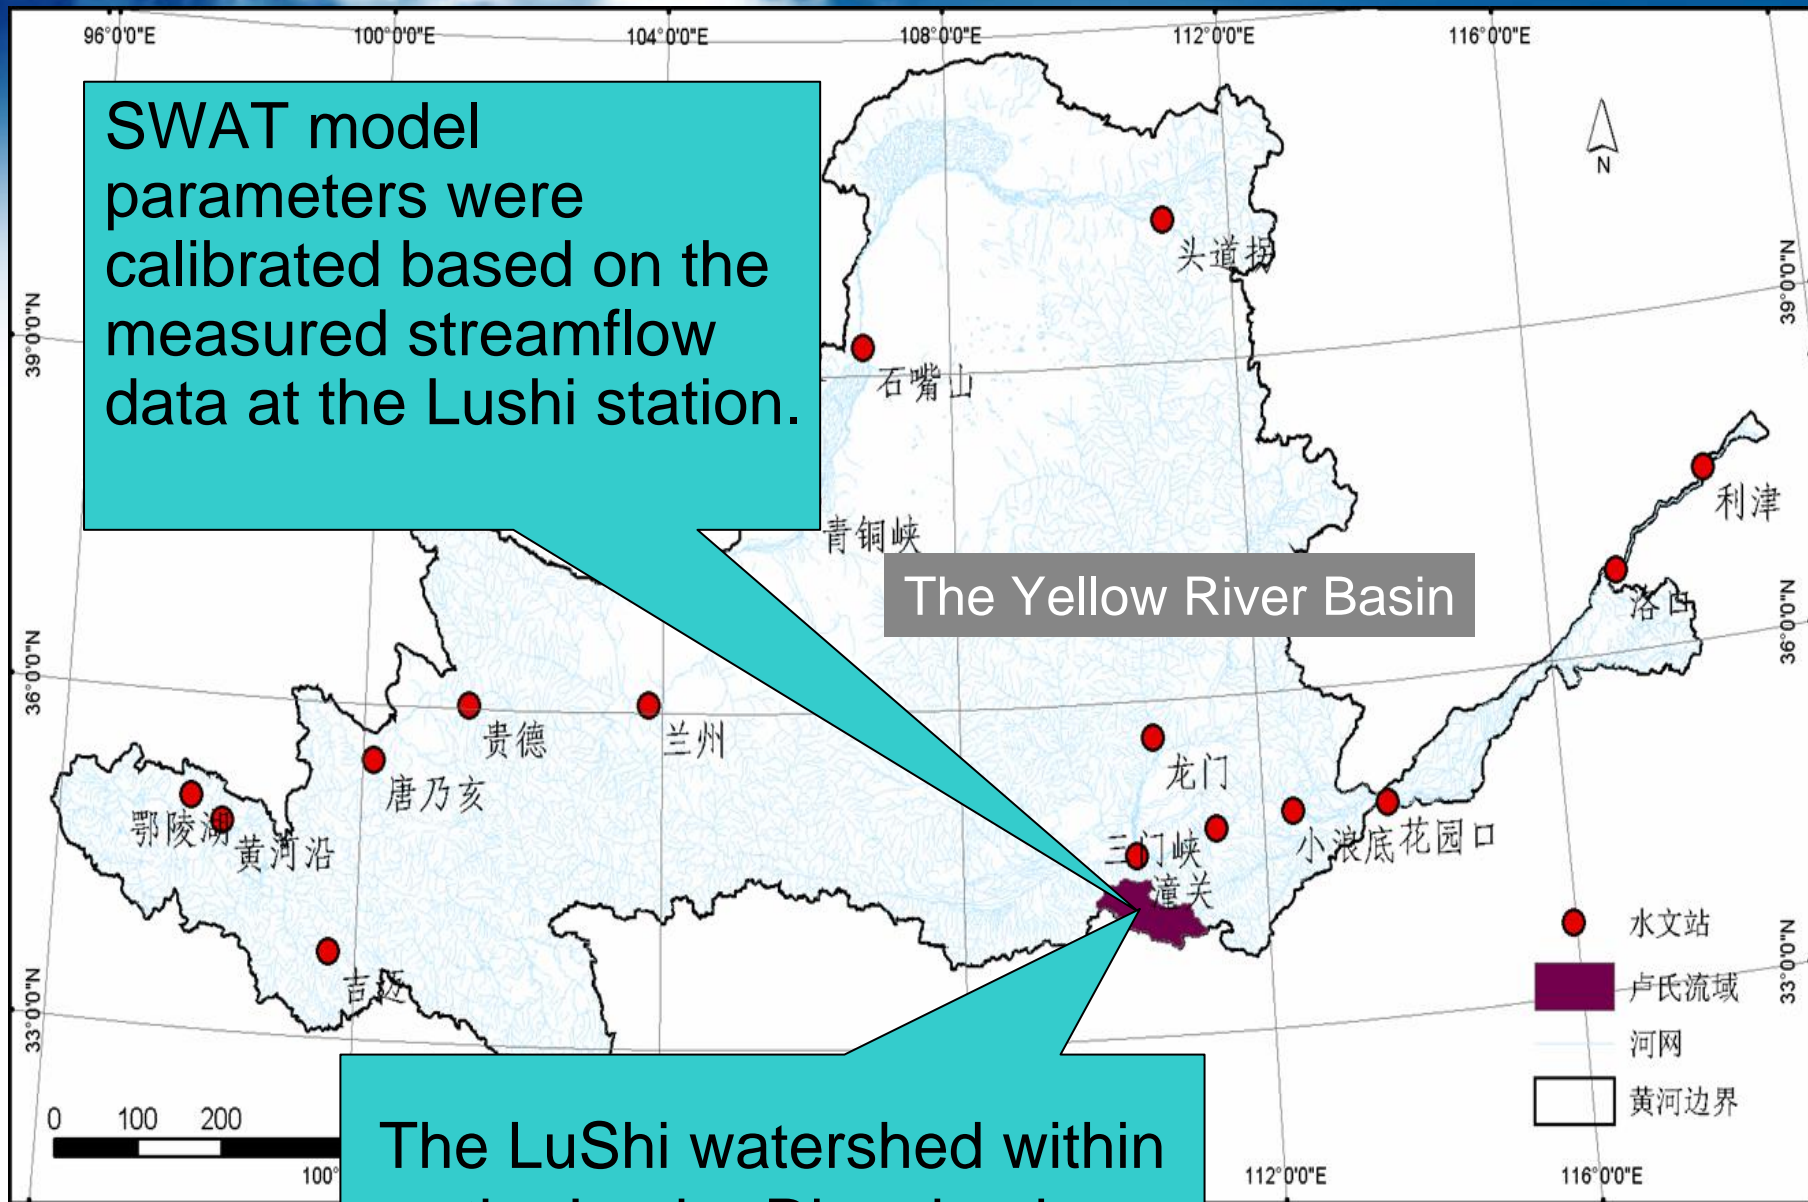 96°0'0"E
100°0'0"E
104°0'0"E
108°0'0"E
112°0'0"E
116°0'0"E
SWAT model
parameters were
calibrated based on the
measured streamflow
data at the Lushi station.
N
头道拐
39°0'0"N
39°0'0"N
石嘴山
利津
青铜峡
The Yellow River Basin
洛口
36°0'0"N
36°0'0"N
贵德
兰州
唐乃亥
龙门
鄂陵湖
黄河沿
三门峡
小浪底
花园口
潼关
吉迈
水文站
卢氏流域
33°0'0"N
33°0'0"N
河网
黄河边界
0 100 200
The LuShi watershed within
100°
112°0'0"E
116°0'0"E